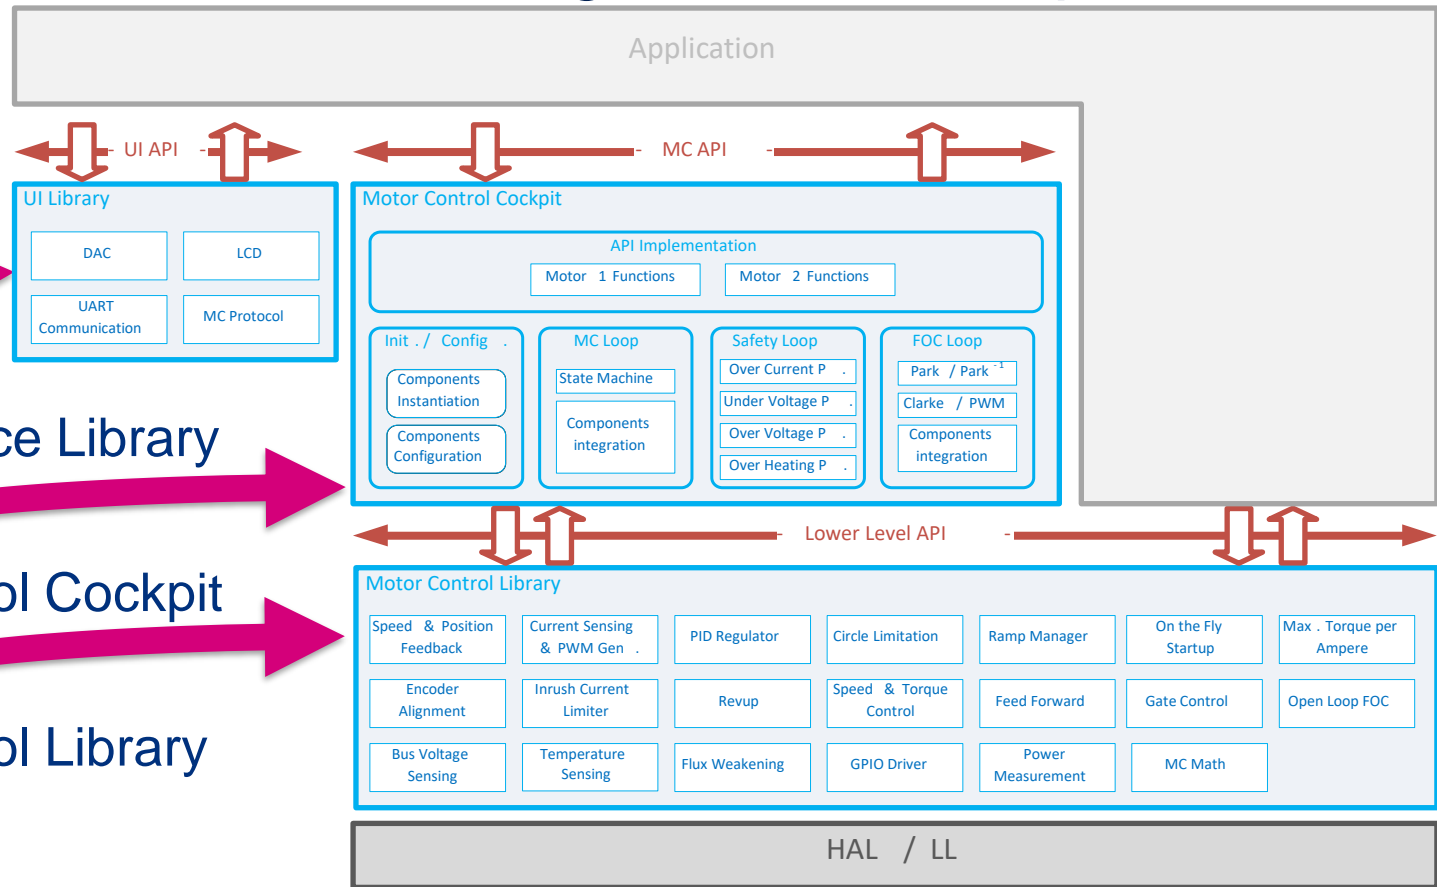 Application
- UI API -
- MC API -
UI Library
DAC
LCD
UART
Communication
MC Protocol
Motor Control Cockpit
API Implementation
Motor 1 Functions
Motor 2 Functions
Init . / Config .
Components
Instantiation
Components
Configuration
MC Loop
State Machine
Components
integration
Safety Loop
Over Current P .
Under Voltage P .
Over Voltage P .
Over Heating P .
FOC Loop
Park / Park -1
Clarke / PWM
Components
integration
ce Library
- Lower Level API -
ol Cockpit
ol Library
Motor Control Library
Speed & Position
Feedback
Current Sensing
& PWM Gen .
PID Regulator
Circle Limitation
Ramp Manager
On the Fly
Startup
Max . Torque per
Ampere
Encoder
Alignment
Inrush Current
Limiter
Revup
Speed & Torque
Control
Feed Forward
Gate Control
Open Loop FOC
Bus Voltage
Sensing
Temperature
Sensing
Flux Weakening
GPIO Driver
Power
Measurement
MC Math
HAL / LL